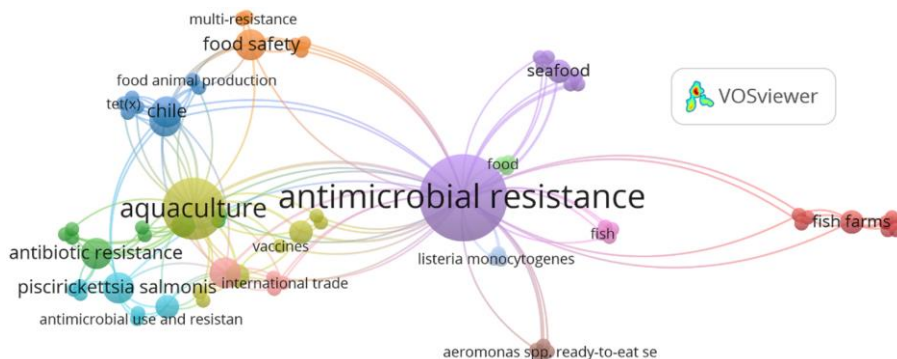 multi-resistance
food safety
seafood
VOSviewer
food animal production
tet(x)
chile
food
antimicrobial resistance
aquaculture
fish farms
fish
vaccines
antibiotic resistance
listeria monocytogenes
international trade
piscirickettsia salmonis
antimicrobial use and resistan
aeromonas spp. ready-to-eat se